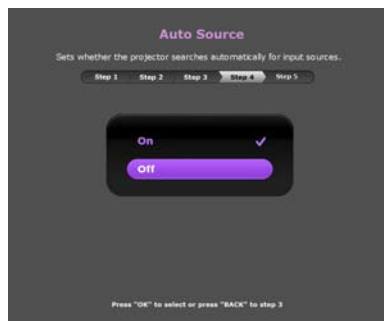 Auto Source
Sets whether the projector searches automatically for input sources.
Step 1 Step 2 Step 3 Step 4 Step 5
On
Off
Press "OK" to select or press "BACK" to step 3